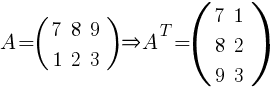 A = ( 7 8 9 ; 1 2 3 ) ⇒ A^T = ( 7 1 ; 8 2 ; 9 3 )